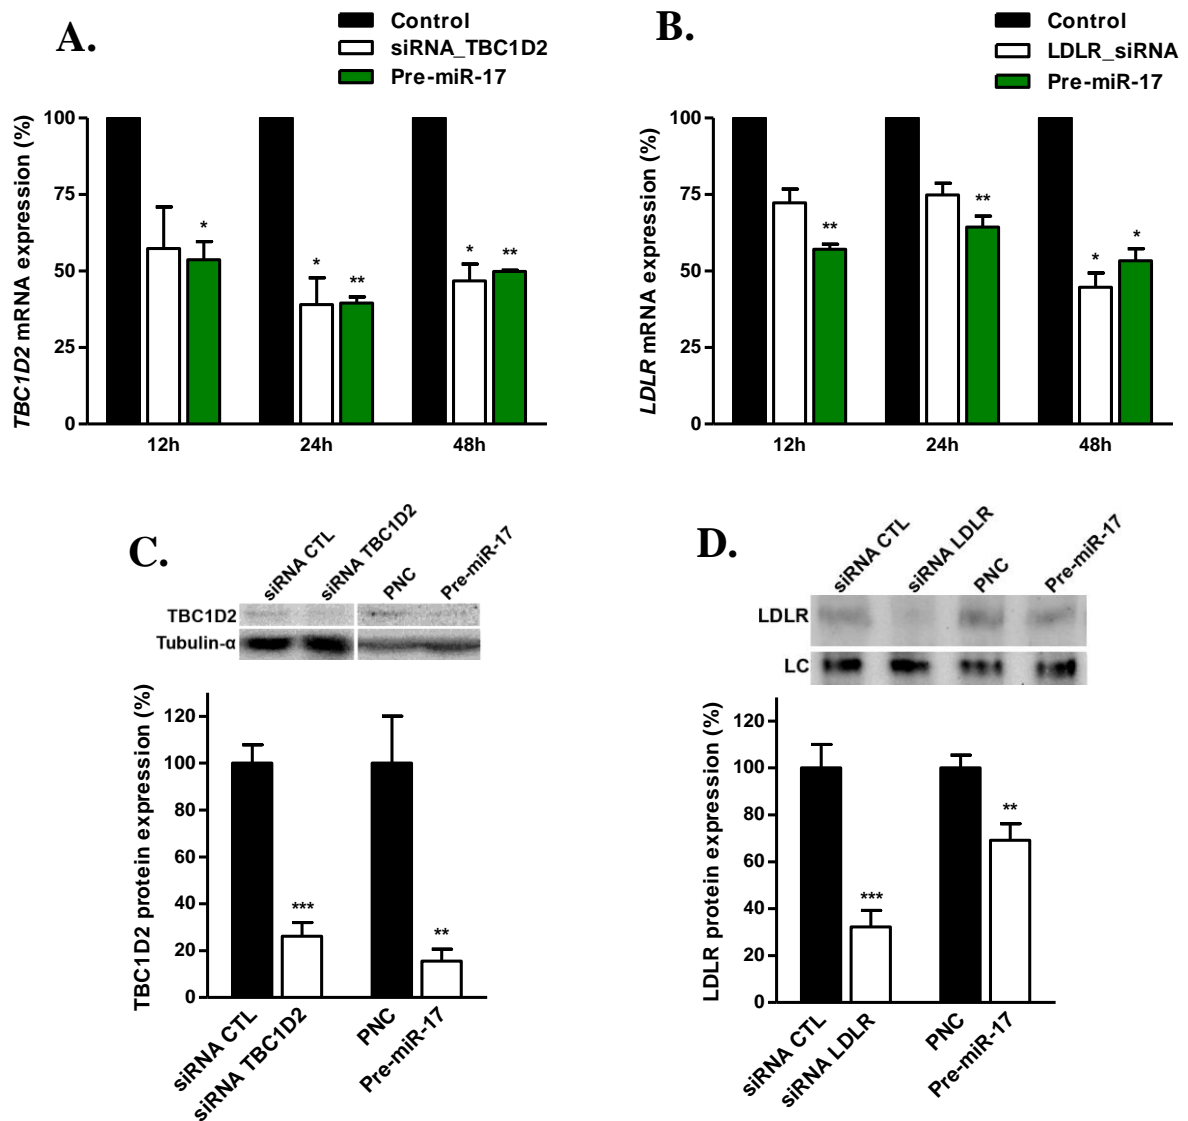 A.
Control
siRNA_TBC1D2
Pre-miR-17
TBC1D2 mRNA expression (%)
100
75
50
25
0
*
*
**
*
**
12h
24h
48h
B.
Control
LDLR_siRNA
Pre-miR-17
LDLR mRNA expression (%)
100
75
50
25
0
**
**
*
*
12h
24h
48h
C.
siRNA CTL
siRNA TBC1D2
PNC
Pre-miR-17
TBC1D2
Tubulin-α
TBC1D2 protein expression (%)
120
100
80
60
40
20
0
***
**
siRNA CTL
siRNA TBC1D2
PNC
Pre-miR-17
D.
siRNA CTL
siRNA LDLR
PNC
Pre-miR-17
LDLR
LC
LDLR protein expression (%)
120
100
80
60
40
20
0
***
**
siRNA CTL
siRNA LDLR
PNC
Pre-miR-17